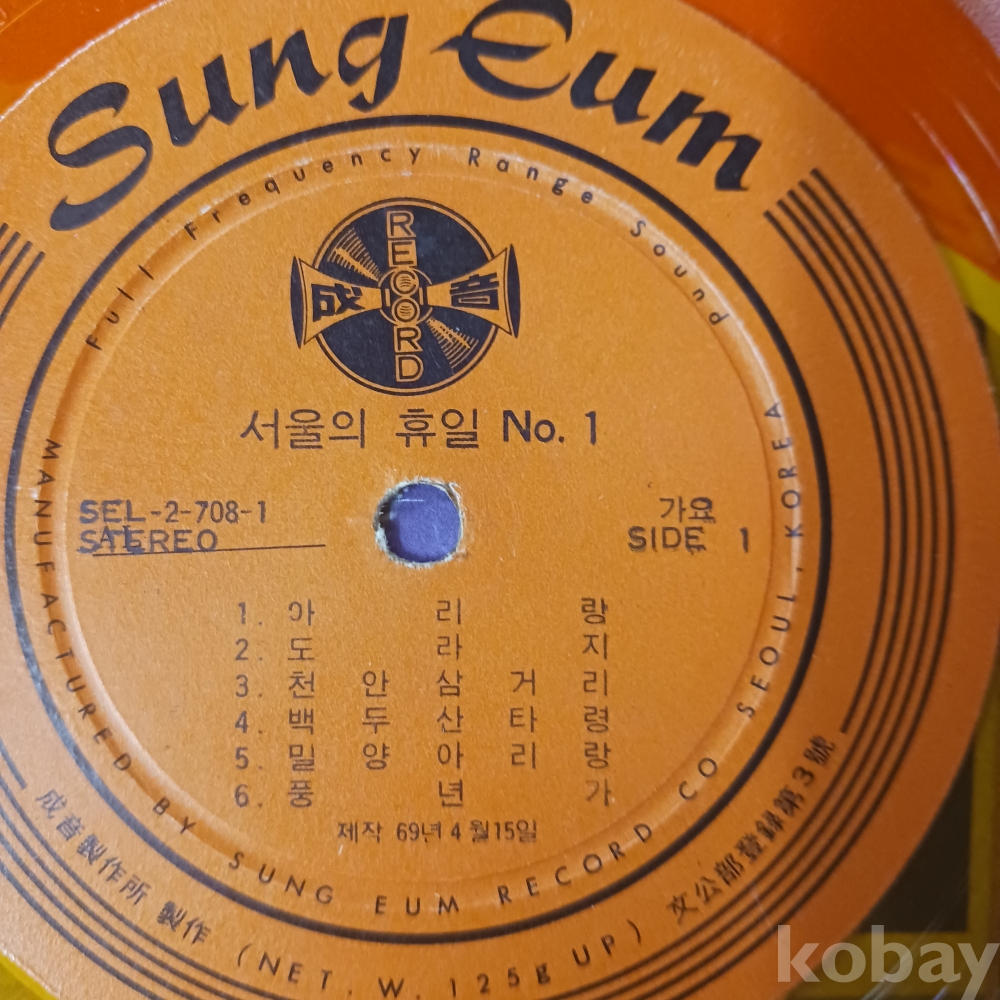 Sung Eum
Full Frequency Range Sound
RECORD
成音
서울의 휴일 No. 1
SEL-2-708-1
STEREO
가요
SIDE 1
1. 아리랑
2. 도라지
3. 천안삼거리
4. 백두산타령
5. 밀양아리랑
6. 풍년가
제작 69년 4월15일
MANUFACTURED BY SUNG EUM RECORD CO SEOUL, KOREA
成音製作所 製作 (NET. W. 125g UP) 文公部登録第3號
kobay